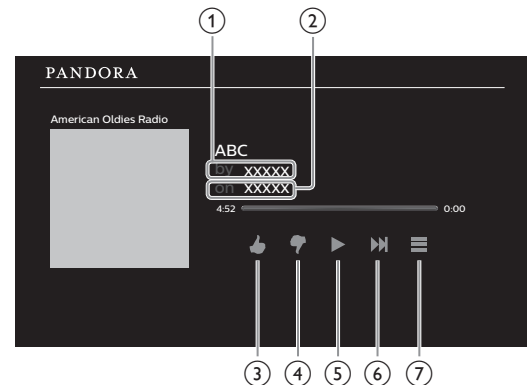 1 2
PANDORA
American Oldies Radio
ABC
by xxxxx
on xxxxx
4:52 0:00
3 4 5 6 7